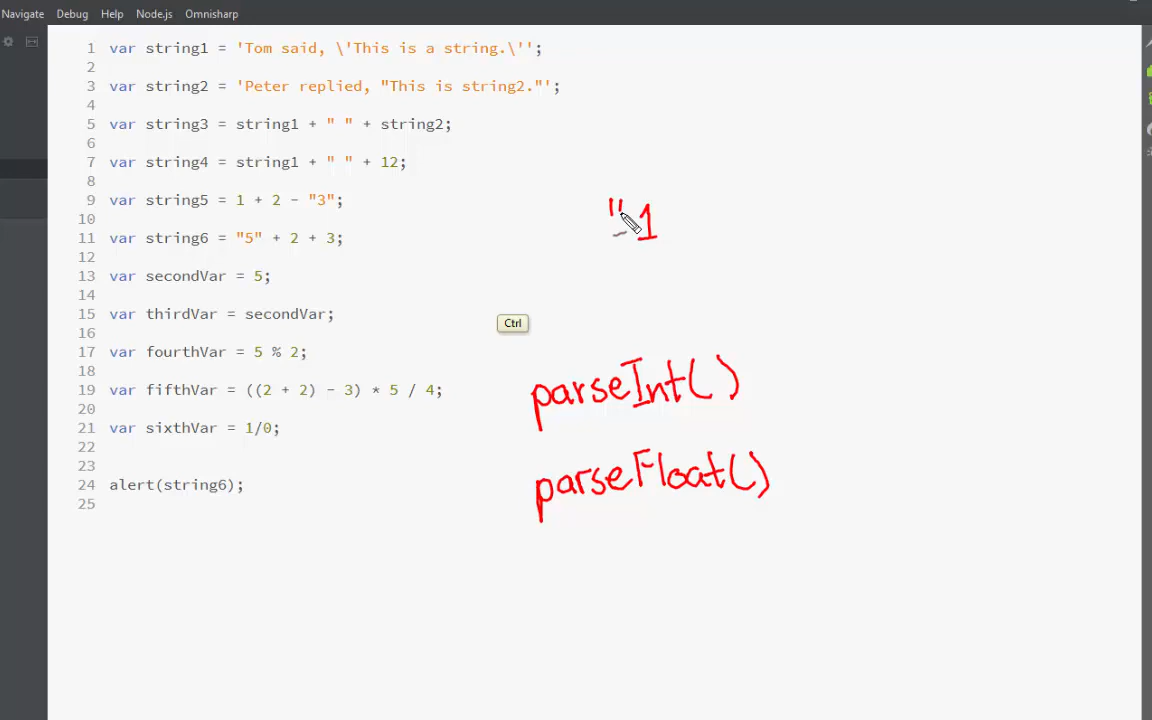 Navigate Debug Help Node.js Omnisharp
1 var string1 = 'Tom said, \'This is a string.\'';
2
3 var string2 = 'Peter replied, "This is string2."';
4
5 var string3 = string1 + " " + string2;
6
7 var string4 = string1 + " " + 12;
8
9 var string5 = 1 + 2 - "3";
10
"1
11 var string6 = "5" + 2 + 3;
12
13 var secondVar = 5;
14
15 var thirdVar = secondVar;
Ctrl
16
17 var fourthVar = 5 % 2;
18
19 var fifthVar = ((2 + 2) - 3) * 5 / 4;
parseInt()
20
21 var sixthVar = 1/0;
22
23
24 alert(string6);
parseFloat()
25